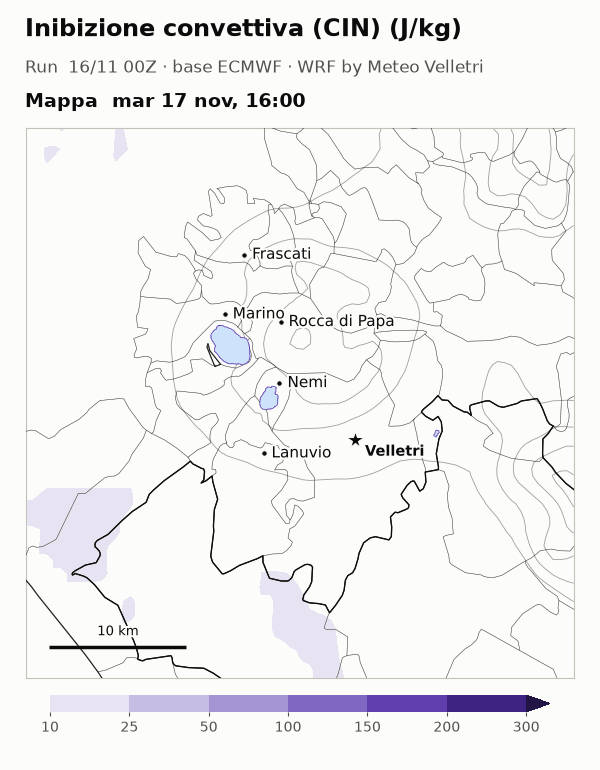 Inibizione convettiva (CIN) (J/kg)
Run  16/11 00Z · base ECMWF · WRF by Meteo Velletri
Mappa  mar 17 nov, 16:00
Frascati
Marino
Rocca di Papa
Nemi
Velletri
Lanuvio
10 km
10 25 50 100 150 200 300